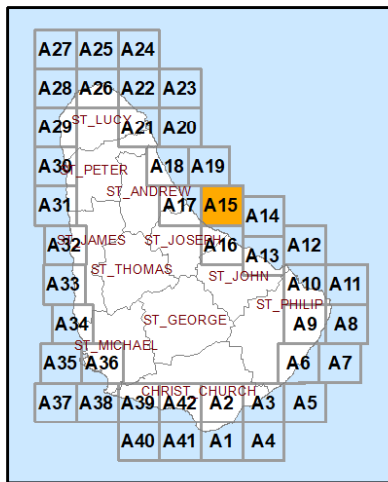 A27 A25 A24
A28 A26 A22 A23
A29 A21 A20
ST_LUCY
A30 A18 A19
ST_PETER
ST_ANDREW
A31 A17 A15 A14
A32 ST_JAMES ST_JOSEPH A16 A12
A13
ST_THOMAS ST_JOHN
A33 A10 A11
ST_PHILIP
A34 ST_GEORGE A9 A8
ST_MICHAEL
A35 A36 A6 A7
CHRIST_CHURCH
A37 A38 A39 A42 A2 A3 A5
A40 A41 A1 A4